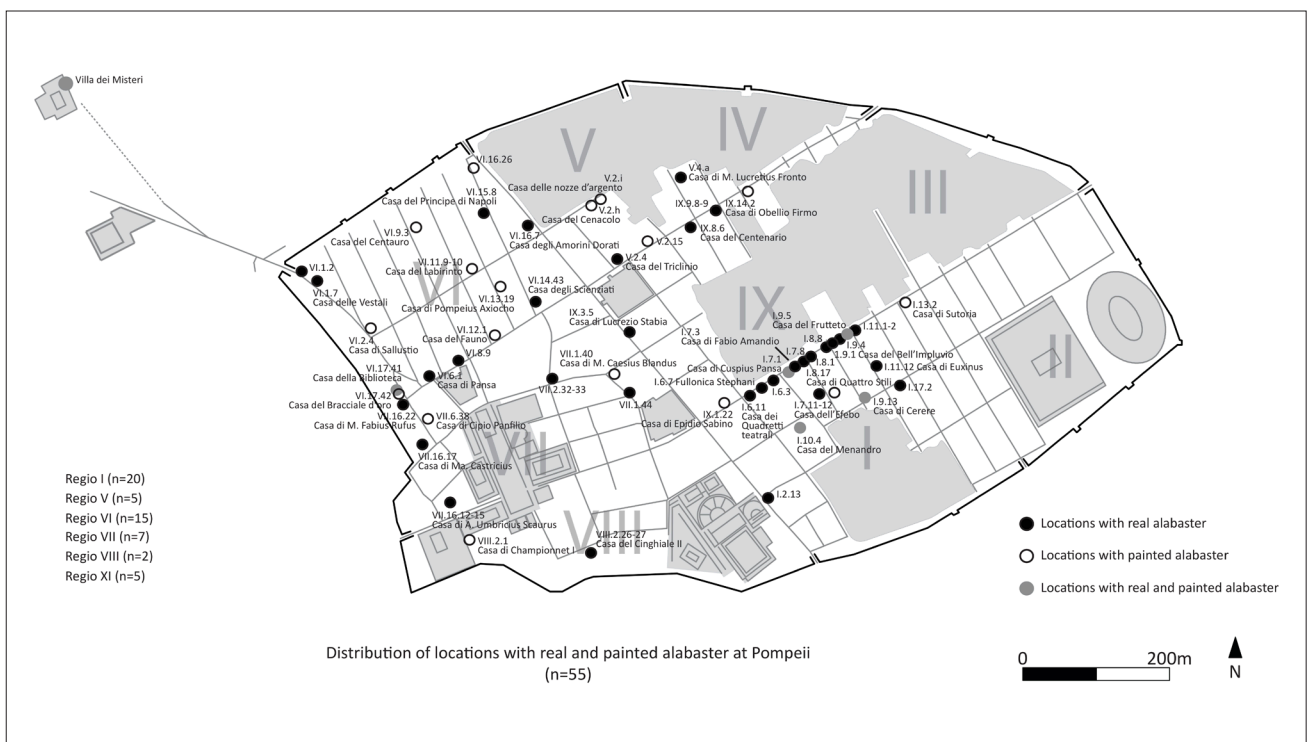 Villa dei Misteri
IV
V
III
VI.16.26
V.4.a
Casa di M. Lucretius Fronto
V.2.i
Casa delle nozze d'argento
VI.15.8
Casa del Principe di Napoli
V.2.h
Casa del Cenacolo
IX.9.8-9
IX.14.2
Casa di Obellio Firmo
VI.9.3
Casa del Centauro
VI.16.7
Casa degli Amorini Dorati
IX.8.6
Casa del Centenario
V.2.15
V.2.4
Casa del Triclinio
VI.1.2
VI.1.7
Casa delle Vestali
VI.11.9-10
Casa del Labirinto
VI
VI.13,19
Casa di Pompeius Axiocho
VI.14.43
Casa degli Scienziati
IX
IX.3.5
Casa di Lucrezio Stabia
I.9.5
Casa del Frutteto
I.13.2
Casa di Sutoria
I.11.1-2
VI.2.4
Casa di Sallustio
VI.12.1
Casa del Fauno
I.7.3
Casa di Fabio Amandio
I.8,8
I.9.4
1.9.1 Casa del Bell'Impluvio
II
VI.8.9
VII.1.40
Casa di M. Caesius Blandus
I.7.1
Casa di Cuspius Pansa
I.7.8
I.8.1
I.11.12 Casa di Euxinus
VI.17.41
Casa della Biblioteca
VI.6.1
Casa di Pansa
I.8.17
Casa di Quattro Stili
I.6.7 Fullonica Stephani
I.6.3
I.17.2
VI.17.42
Casa del Bracciale d'oro
VII.2.32-33
VII.1.44
IX.1.22
Casa di Epidio Sabino
I.6,11
Casa dei
Quadretti
teatrali
I.7.11-12
Casa dell'Efebo
I.9.13
Casa di Cerere
VII.16.22
Casa di M. Fabius Rufus
VII.6.38
Casa di Cipio Panfilio
I.10.4
Casa del Menandro
I
VII
VII.16.17
Casa di Ma. Castricius
I.2.13
VII.16.12-15
Casa di A. Umbricius Scaurus
VIII
VIII.2.1
Casa di Championnet I
VIII.2.26-27
Casa del Cinghiale II
Regio I (n=20)
Regio V (n=5)
Regio VI (n=15)
Regio VII (n=7)
Regio VIII (n=2)
Regio XI (n=5)
Locations with real alabaster
Locations with painted alabaster
Locations with real and painted alabaster
Distribution of locations with real and painted alabaster at Pompeii
(n=55)
0 200m
N